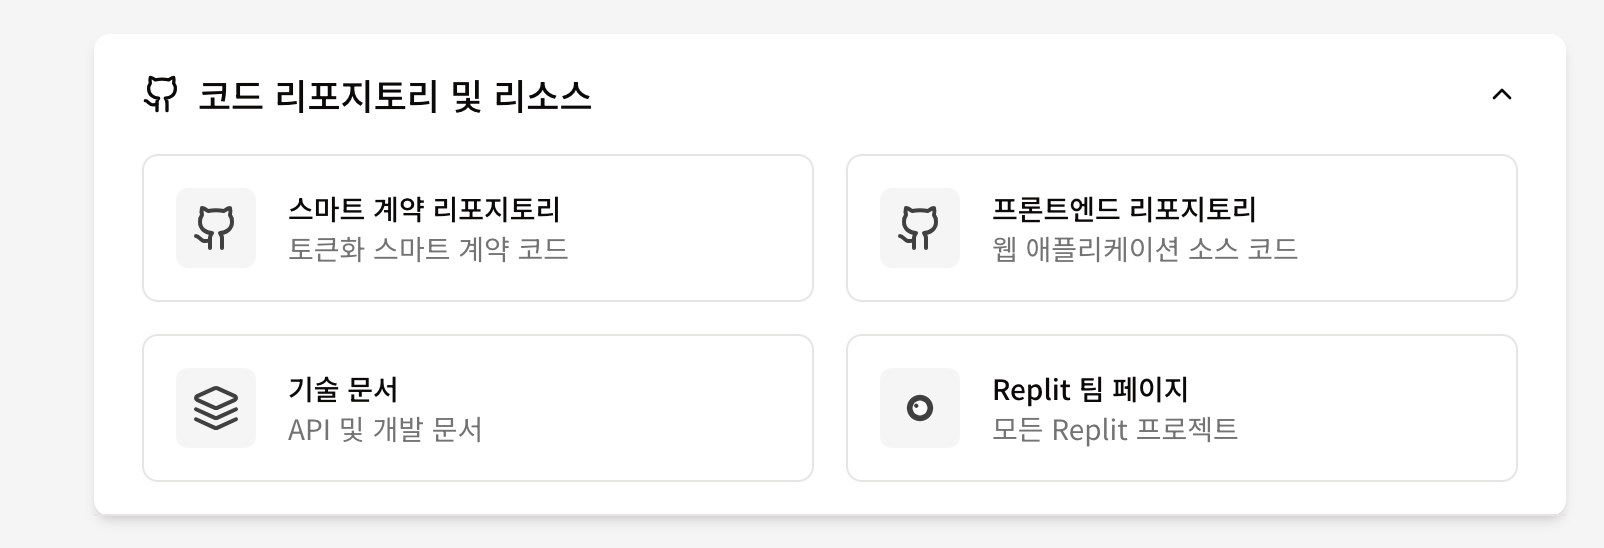 코드 리포지토리 및 리소스
스마트 계약 리포지토리
토큰화 스마트 계약 코드
프론트엔드 리포지토리
웹 애플리케이션 소스 코드
기술 문서
API 및 개발 문서
Replit 팀 페이지
모든 Replit 프로젝트